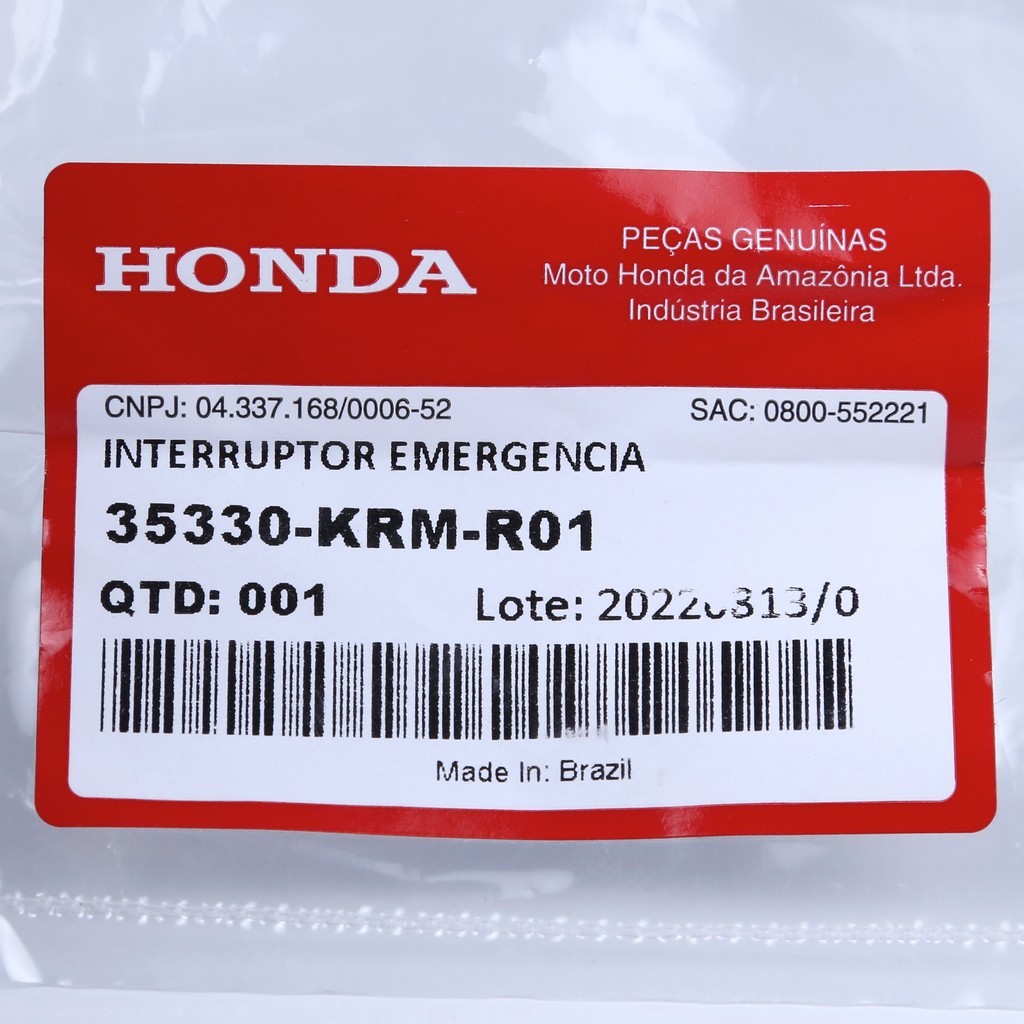 HONDA
PEÇAS GENUÍNAS
Moto Honda da Amazônia Ltda.
Indústria Brasileira
CNPJ: 04.337.168/0006-52
SAC: 0800-552221
INTERRUPTOR EMERGENCIA
35330-KRM-R01
QTD: 001
Lote:
Made In: Brazil